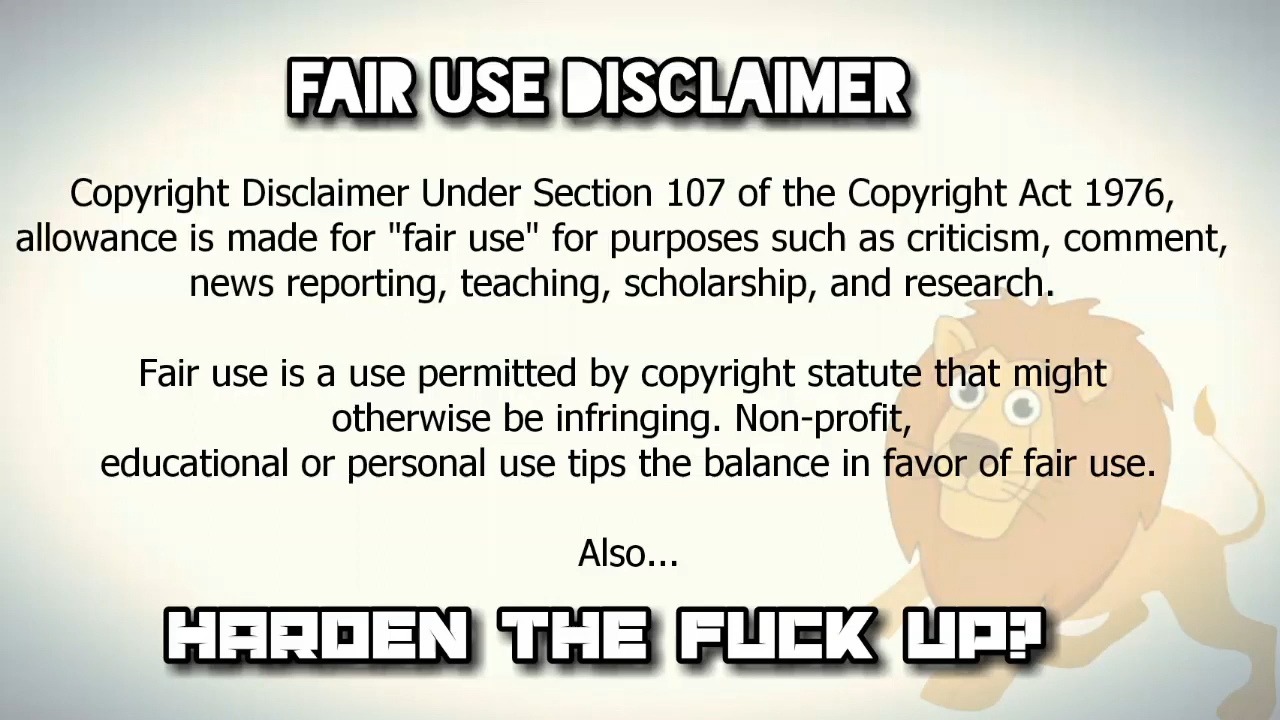 FAIR USE DISCLAIMER
Copyright Disclaimer Under Section 107 of the Copyright Act 1976,
allowance is made for "fair use" for purposes such as criticism, comment,
news reporting, teaching, scholarship, and research.
Fair use is a use permitted by copyright statute that might
otherwise be infringing. Non-profit,
educational or personal use tips the balance in favor of fair use.
Also...
HARDEN THE FUCK UP?